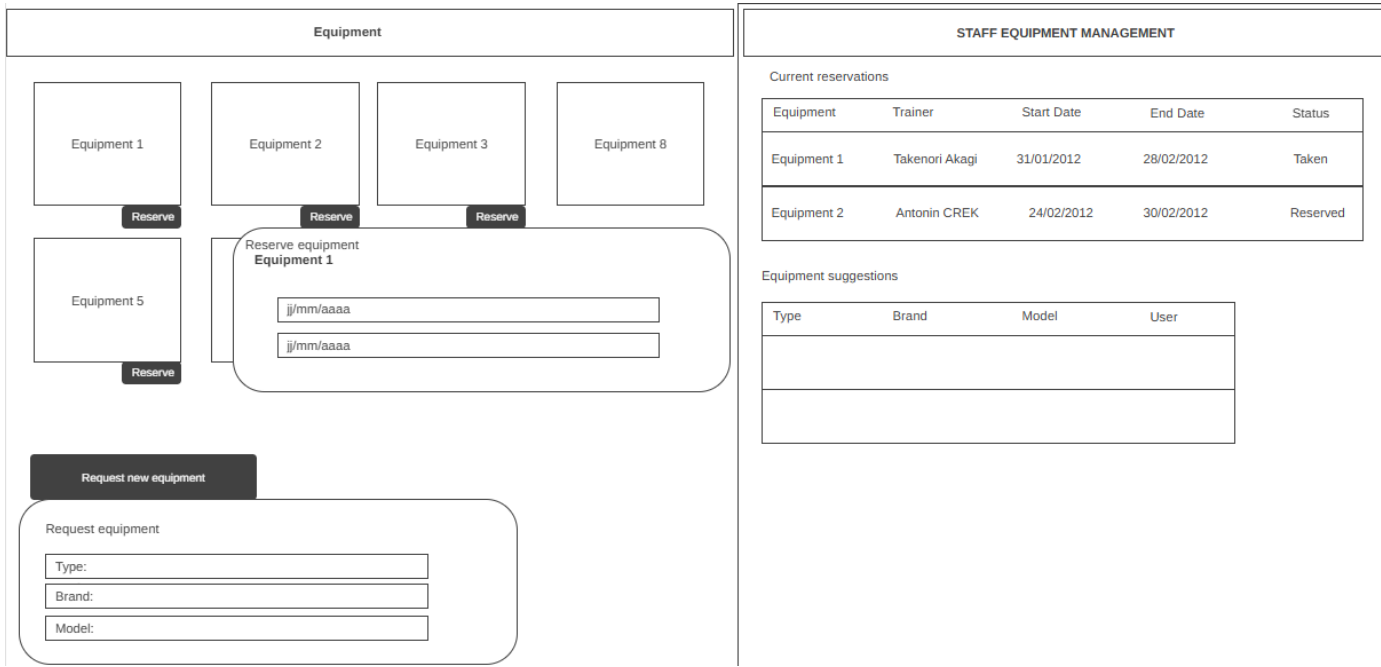 Equipment
Equipment 1
Equipment 2
Equipment 3
Equipment 8
Reserve
Reserve
Reserve
Equipment 5
Reserve
Reserve equipment
Equipment 1
jj/mm/aaaa
jj/mm/aaaa
Request new equipment
Request equipment
Type:
Brand:
Model:
STAFF EQUIPMENT MANAGEMENT
Current reservations
Equipment Trainer Start Date End Date Status
Equipment 1 Takenori Akagi 31/01/2012 28/02/2012 Taken
Equipment 2 Antonin CREK 24/02/2012 30/02/2012 Reserved
Equipment suggestions
Type Brand Model User